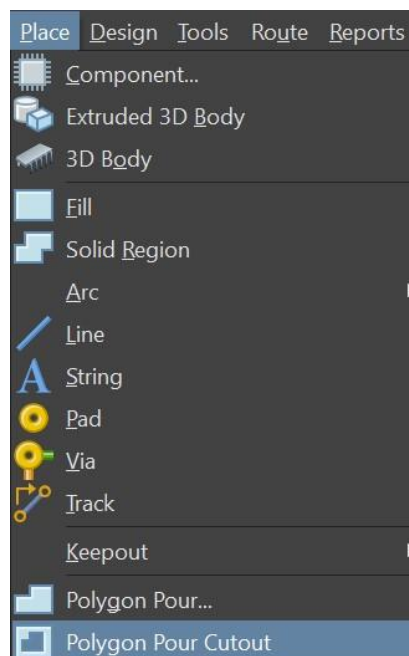 Place Design Tools Route Reports
Component...
Extruded 3D Body
3D Body
Fill
Solid Region
Arc
Line
String
Pad
Via
Track
Keepout
Polygon Pour...
Polygon Pour Cutout